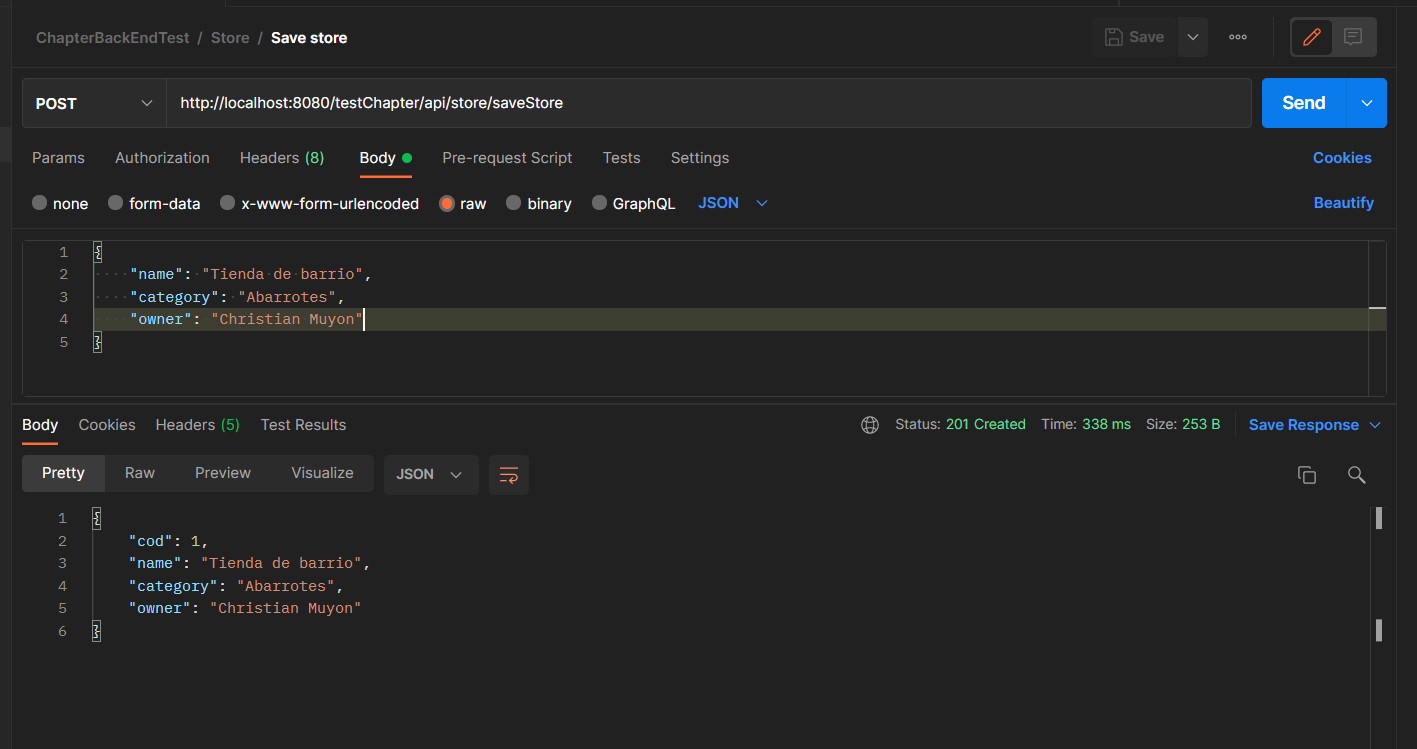 ChapterBackEndTest / Store / Save store
Save
POST
http://localhost:8080/testChapter/api/store/saveStore
Send
Params Authorization Headers (8) Body Pre-request Script Tests Settings Cookies
none form-data x-www-form-urlencoded raw binary GraphQL JSON Beautify
1 {
2 "name": "Tienda de barrio",
3 "category": "Abarrotes",
4 "owner": "Christian Muyon"
5 }
Body Cookies Headers (5) Test Results Status: 201 Created Time: 338 ms Size: 253 B Save Response
Pretty Raw Preview Visualize JSON
1 {
2 "cod": 1,
3 "name": "Tienda de barrio",
4 "category": "Abarrotes",
5 "owner": "Christian Muyon"
6 }